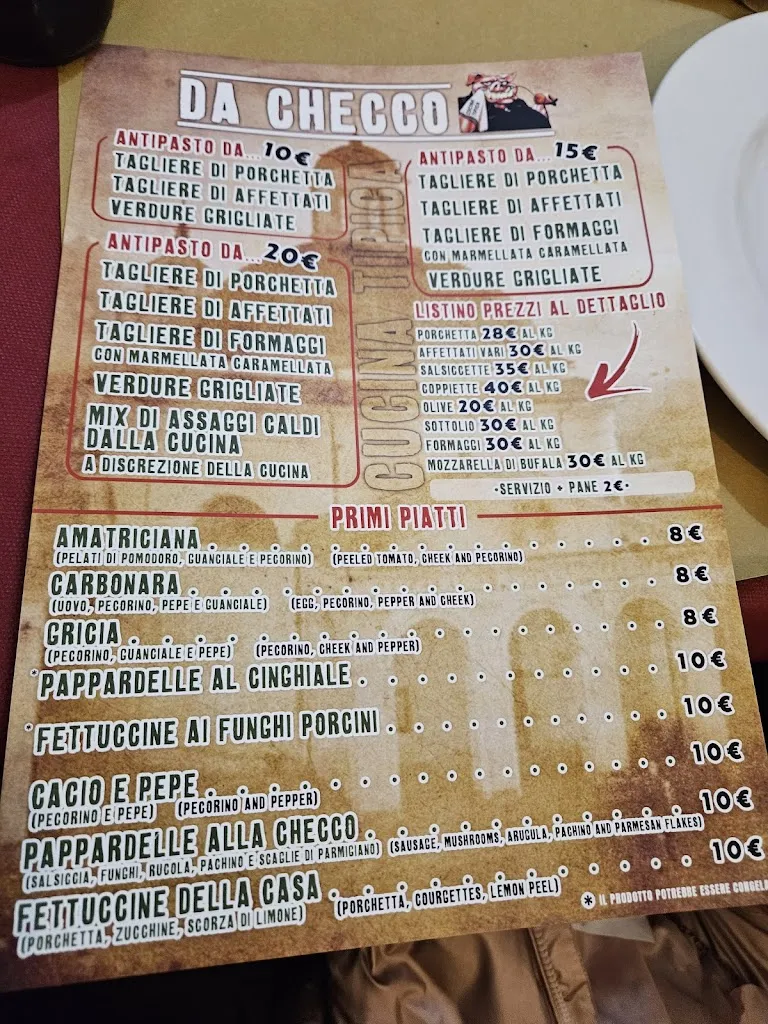 DA CHECCO
ANTIPASTO DA... 10€
TAGLIERE DI PORCHETTA
TAGLIERE DI AFFETTATI
VERDURE GRIGLIATE
ANTIPASTO DA... 15€
TAGLIERE DI PORCHETTA
TAGLIERE DI AFFETTATI
TAGLIERE DI FORMAGGI
CON MARMELLATA CARAMELLATA
VERDURE GRIGLIATE
ANTIPASTO DA... 20€
TAGLIERE DI PORCHETTA
TAGLIERE DI AFFETTATI
TAGLIERE DI FORMAGGI
CON MARMELLATA CARAMELLATA
VERDURE GRIGLIATE
MIX DI ASSAGGI CALDI
DALLA CUCINA
A DISCREZIONE DELLA CUCINA
CUCINA TIPICA
LISTINO PREZZI AL DETTAGLIO
PORCHETTA 28€ AL KG
AFFETTATI VARI 30€ AL KG
SALSICCETTE 35€ AL KG
COPPIETTE 40€ AL KG
OLIVE 20€ AL KG
SOTTOLIO 30€ AL KG
FORMAGGI 30€ AL KG
MOZZARELLA DI BUFALA 30€ AL KG
•SERVIZIO + PANE 2€•
PRIMI PIATTI
AMATRICIANA 8€
(PELATI DI POMODORO, GUANCIALE E PECORINO) (PEELED TOMATO, CHEEK AND PECORINO)
CARBONARA 8€
(UOVO, PECORINO, PEPE E GUANCIALE) (EGG, PECORINO, PEPPER AND CHEEK)
GRICIA 8€
(PECORINO, GUANCIALE E PEPE) (PECORINO, CHEEK AND PEPPER)
*PAPPARDELLE AL CINGHIALE 10€
*FETTUCCINE AI FUNGHI PORCINI 10€
CACIO E PEPE 10€
(PECORINO E PEPE) (PECORINO AND PEPPER)
PAPPARDELLE ALLA CHECCO 10€
(SALSICCIA, FUNGHI, RUCOLA, PACHINO E SCAGLIE DI PARMIGIANO) (SAUSAGE, MUSHROOMS, ARUGULA, PACHINO AND PARMESAN FLAKES)
FETTUCCINE DELLA CASA 10€
(PORCHETTA, ZUCCHINE, SCORZA DI LIMONE) (PORCHETTA, COURGETTES, LEMON PEEL)
* IL PRODOTTO POTREBBE ESSERE CONGEL